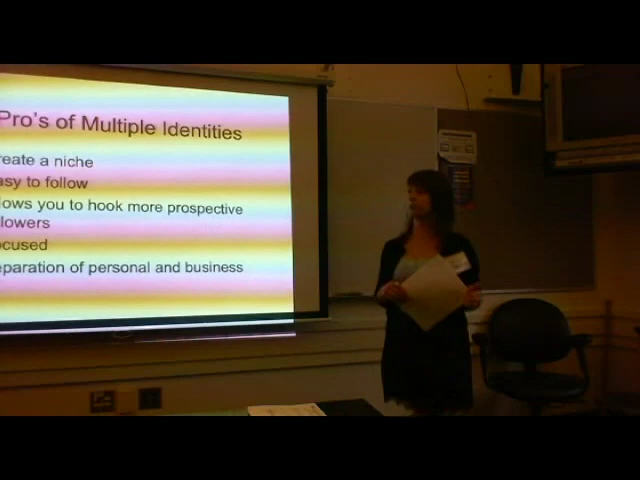 Pro's of Multiple Identities
reate a niche
asy to follow
lows you to hook more prospective
llowers
ocused
eparation of personal and business